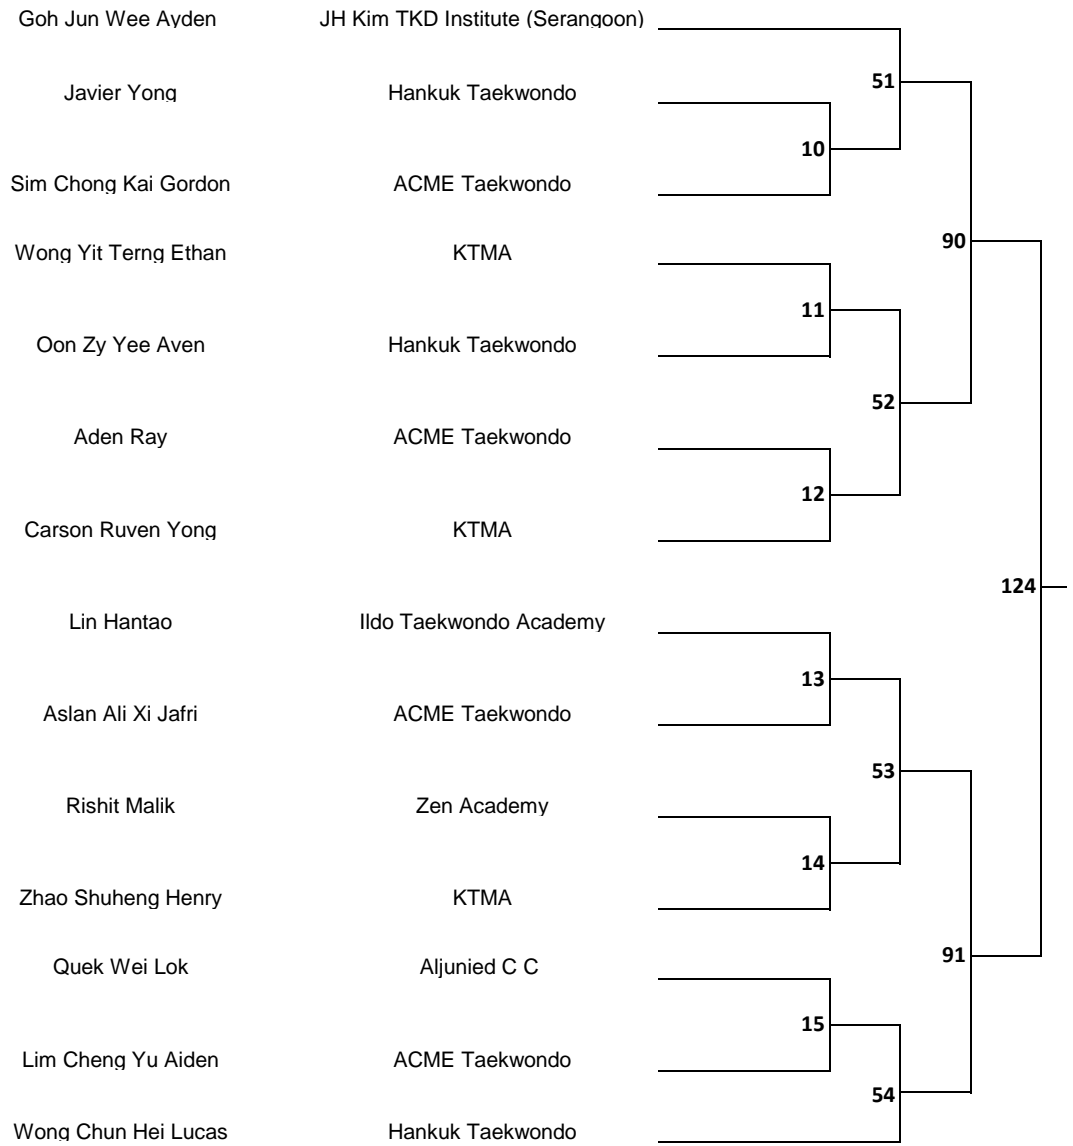 Goh Jun Wee Ayden JH Kim TKD Institute (Serangoon)
51
Javier Yong Hankuk Taekwondo
10
Sim Chong Kai Gordon ACME Taekwondo
90
Wong Yit Terng Ethan KTMA
11
Oon Zy Yee Aven Hankuk Taekwondo
52
Aden Ray ACME Taekwondo
12
Carson Ruven Yong KTMA
124
Lin Hantao Ildo Taekwondo Academy
13
Aslan Ali Xi Jafri ACME Taekwondo
53
Rishit Malik Zen Academy
14
Zhao Shuheng Henry KTMA
91
Quek Wei Lok Aljunied C C
15
Lim Cheng Yu Aiden ACME Taekwondo
54
Wong Chun Hei Lucas Hankuk Taekwondo